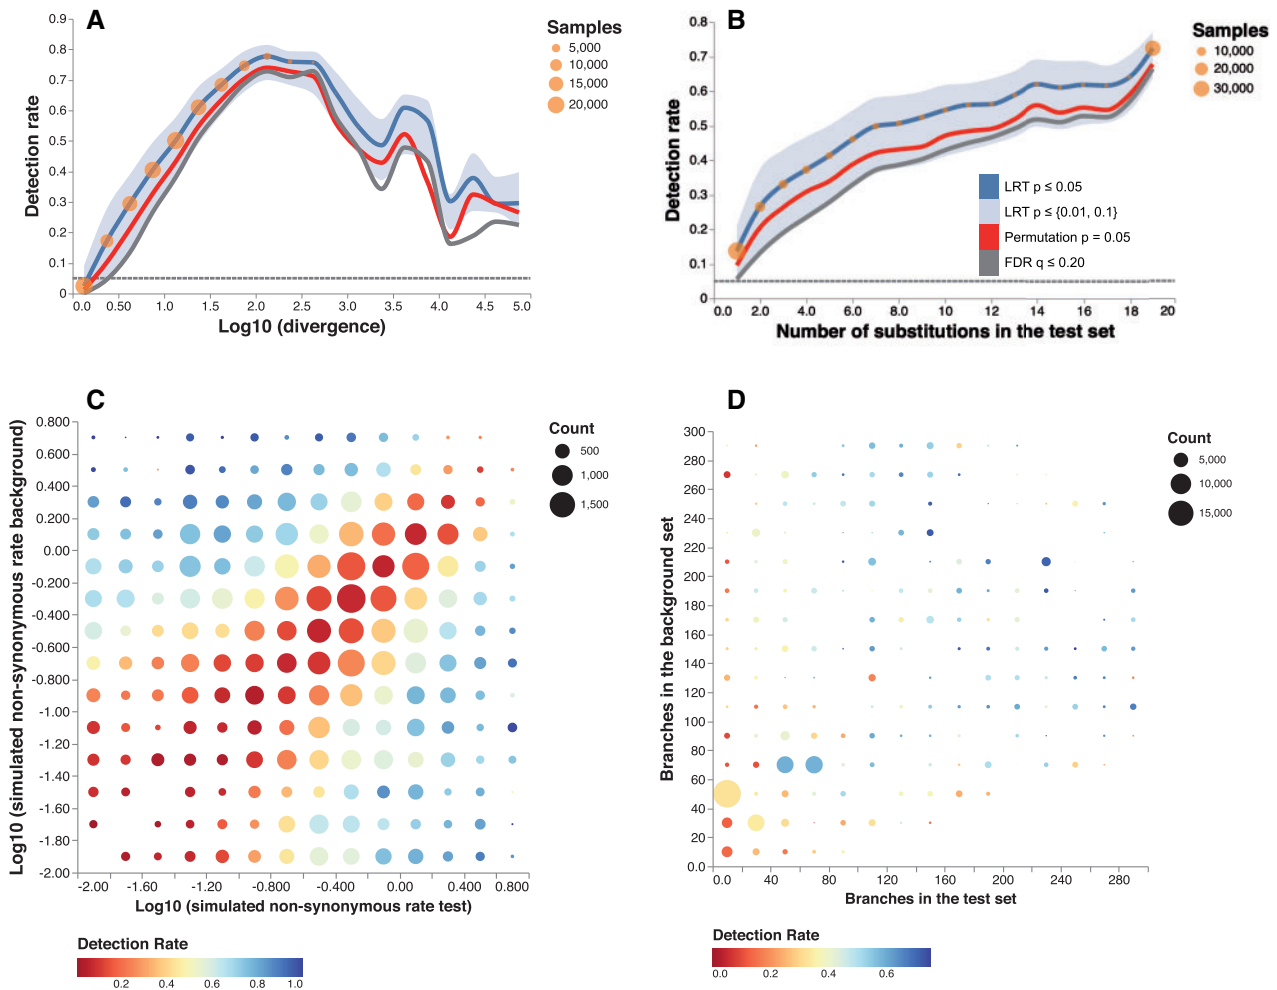 A
0.9
0.8
0.7
0.6
0.5
0.4
0.3
0.2
0.1
0
Detection rate
0.0 0.50 1.0 1.5 2.0 2.5 3.0 3.5 4.0 4.5 5.0
Log10 (divergence)
Samples
5,000
10,000
15,000
20,000
B
0.8
0.7
0.6
0.5
0.4
0.3
0.2
0.1
0
Detection rate
0.0 2.0 4.0 6.0 8.0 10 12 14 16 18 20
Number of substitutions in the test set
LRT p ≤ 0.05
LRT p ≤ {0.01, 0.1}
Permutation p = 0.05
FDR q ≤ 0.20
Samples
10,000
20,000
30,000
C
0.800
0.600
0.400
0.200
0.00
-0.200
-0.400
-0.600
-0.800
-1.00
-1.20
-1.40
-1.60
-1.80
-2.00
Log10 (simulated non-synonymous rate background)
-2.00 -1.60 -1.20 -0.800 -0.400 0.00 0.400 0.800
Log10 (simulated non-synonymous rate test)
Count
500
1,000
1,500
Detection Rate
0.2 0.4 0.6 0.8 1.0
D
300
280
260
240
220
200
180
160
140
120
100
80
60
40
20
0.0
Branches in the background set
0.0 40 80 120 160 200 240 280
Branches in the test set
Count
5,000
10,000
15,000
Detection Rate
0.0 0.2 0.4 0.6